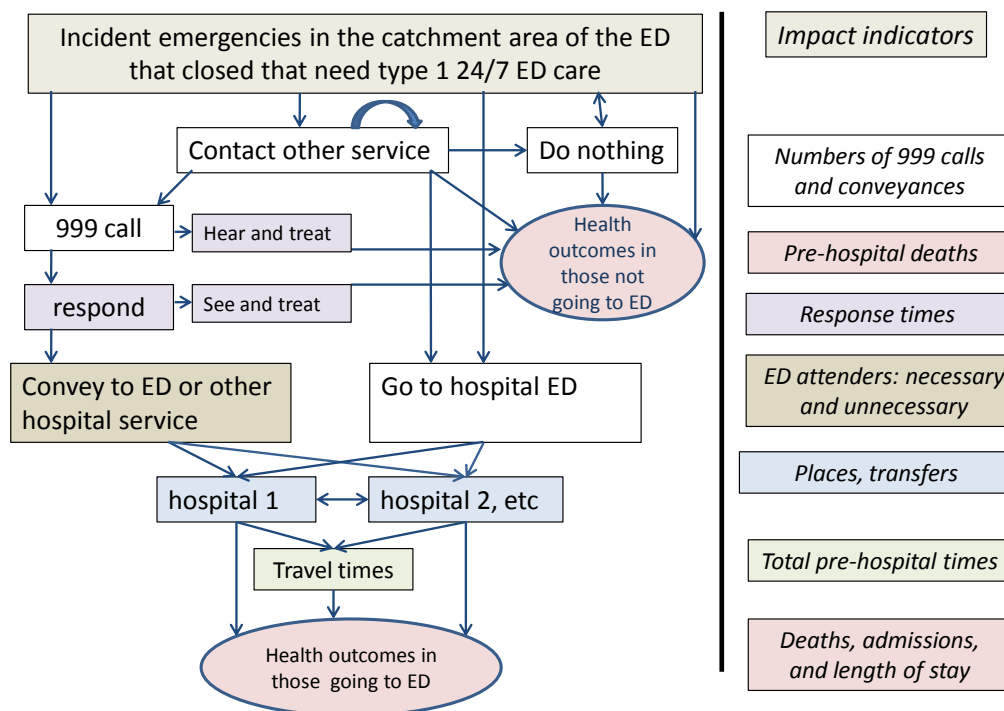 Incident emergencies in the catchment area of the ED
that closed that need type 1 24/7 ED care
Contact other service
Do nothing
999 call
Hear and treat
Health
outcomes in
those not
going to ED
respond
See and treat
Convey to ED or other
hospital service
Go to hospital ED
hospital 1
hospital 2, etc
Travel times
Health outcomes in
those going to ED
Impact indicators
Numbers of 999 calls
and conveyances
Pre-hospital deaths
Response times
ED attenders: necessary
and unnecessary
Places, transfers
Total pre-hospital times
Deaths, admissions,
and length of stay